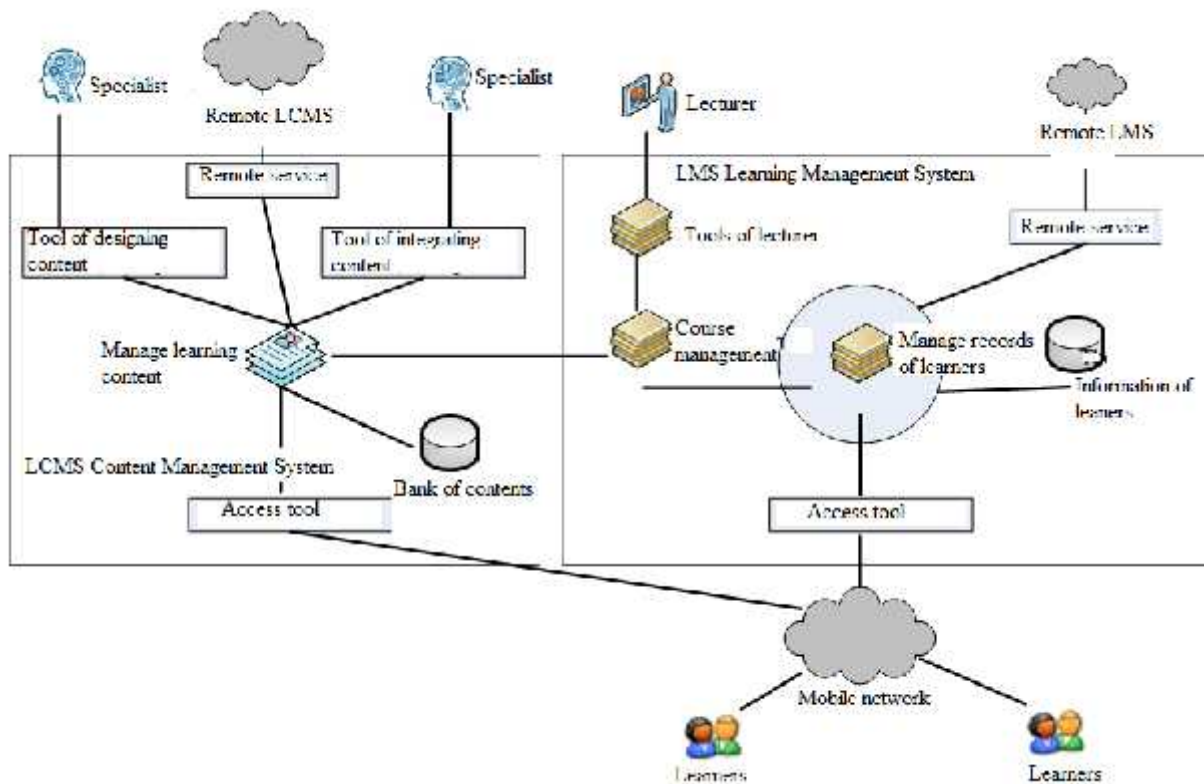 Specialist
Specialist
Lecturer
Remote LCMS
Remote LMS
Remote service
LMS Learning Management System
Tool of designing
content
Tool of integrating
content
Tools of lecturer
Remote service
Manage learning
content
Course
management
Manage records
of learners
Information of
leaners
LCMS Content Management System
Bank of contents
Access tool
Access tool
Mobile network
Learners
Learners